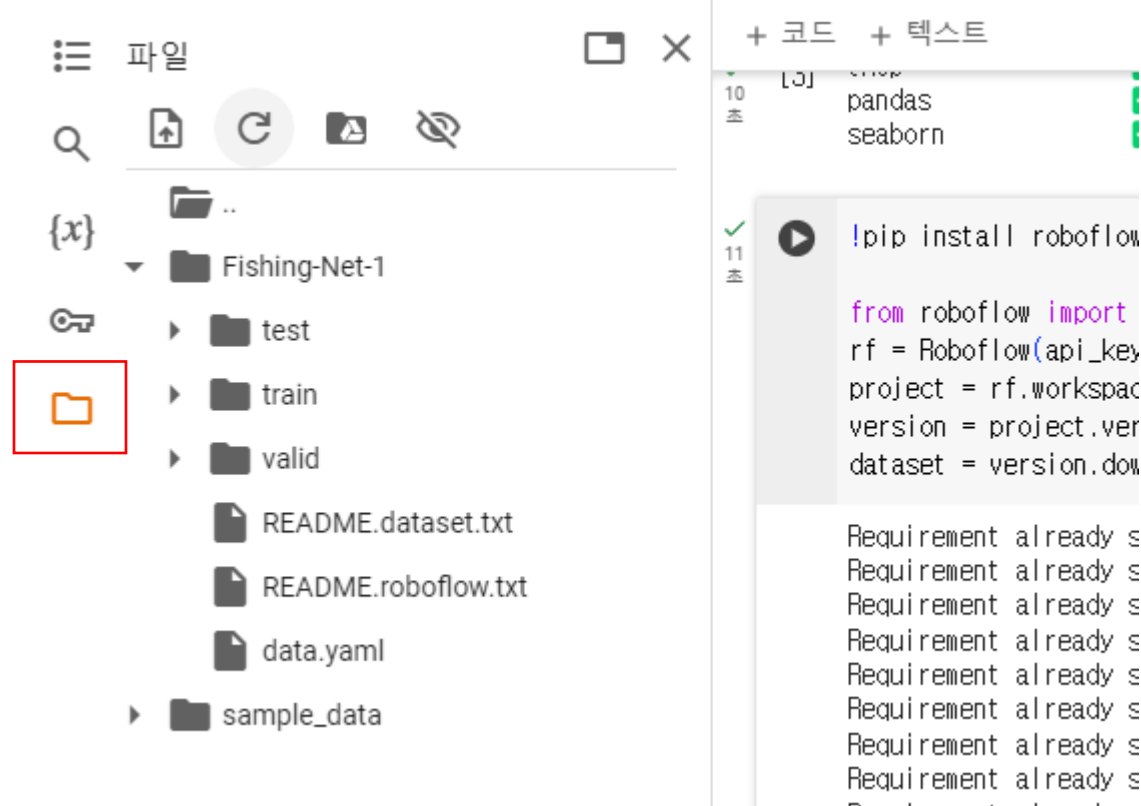 파일
{x}
..
Fishing-Net-1
test
train
valid
README.dataset.txt
README.roboflow.txt
data.yaml
sample_data
+ 코드 + 텍스트
[3]
10
초
pandas
seaborn
11
초
!pip install roboflow
from roboflow import
rf = Roboflow(api_key
project = rf.workspac
version = project.ver
dataset = version.dow
Requirement already s
Requirement already s
Requirement already s
Requirement already s
Requirement already s
Requirement already s
Requirement already s
Requirement already s